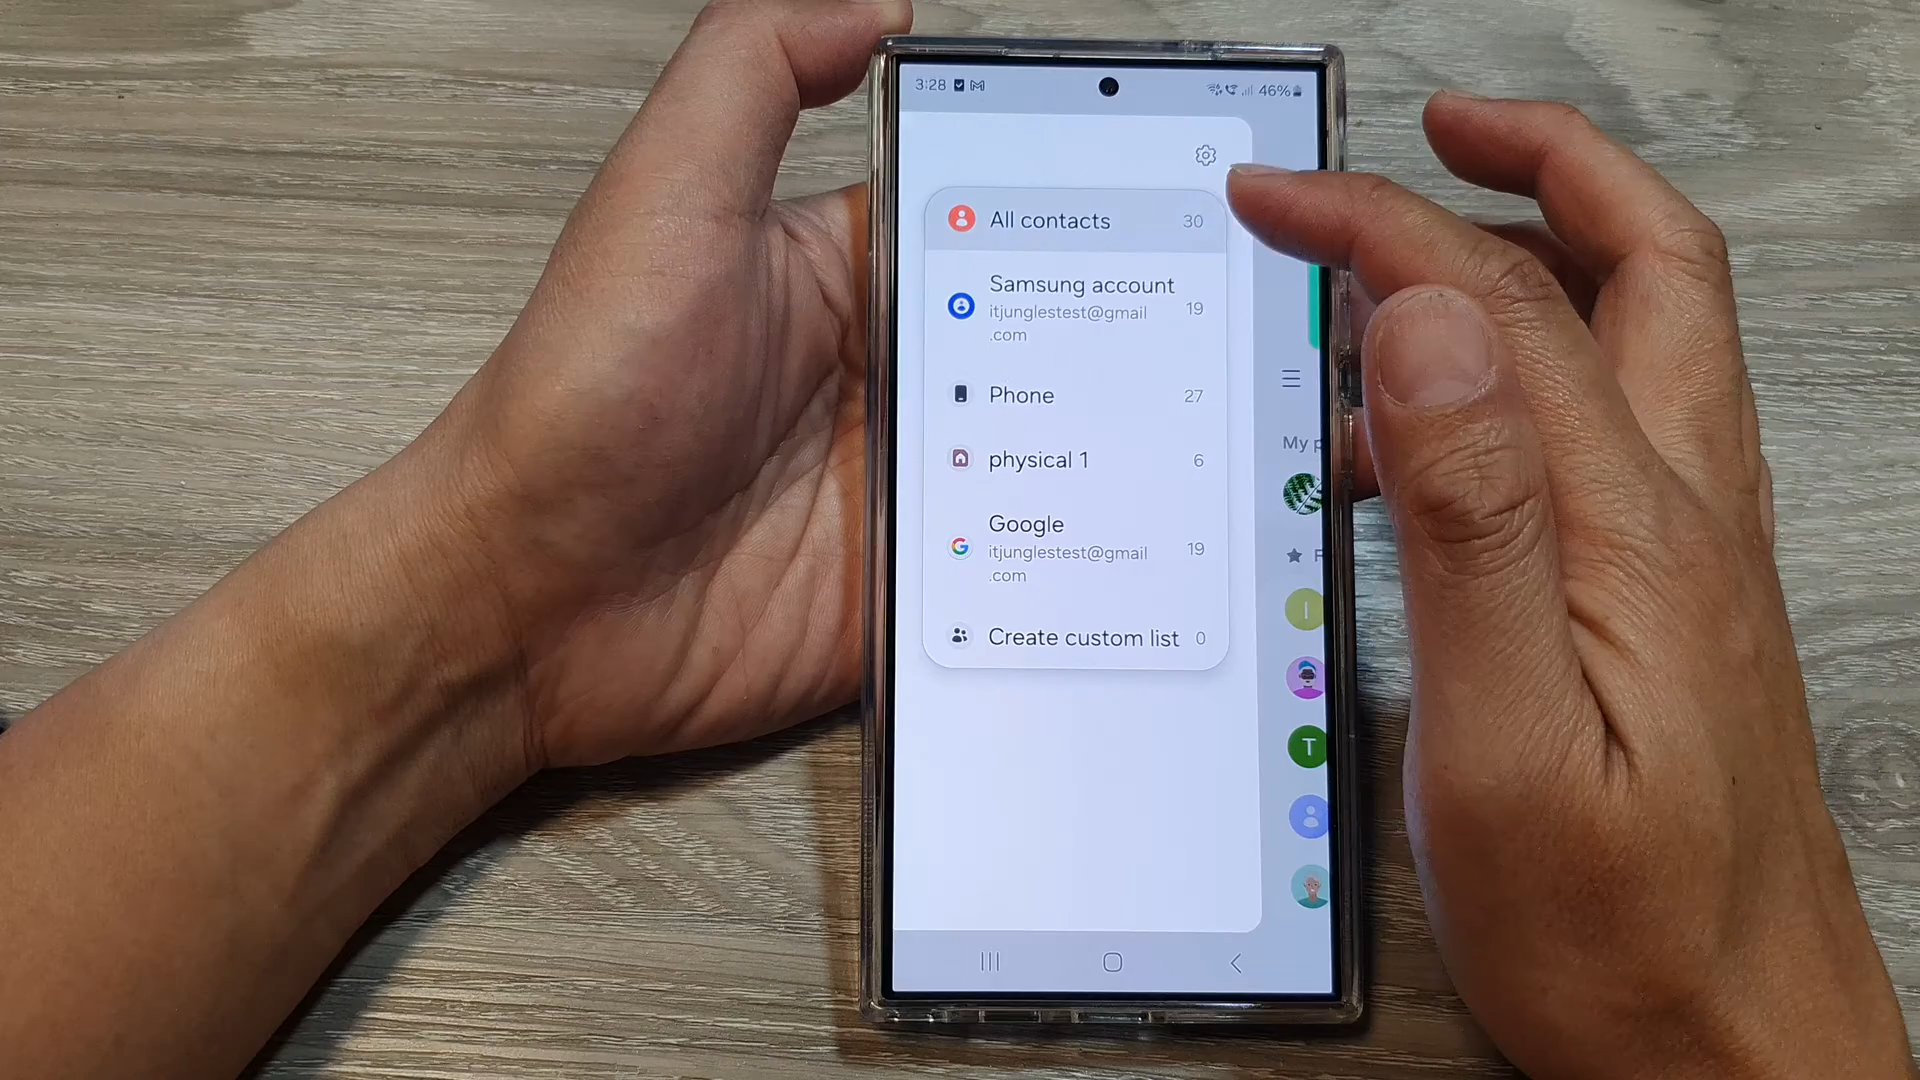 3:28
46%
All contacts 30
Samsung account
itjunglestest@gmail
.com
19
Phone 27
physical 1 6
Google
itjunglestest@gmail
.com
19
Create custom list 0
My p
F
I
T